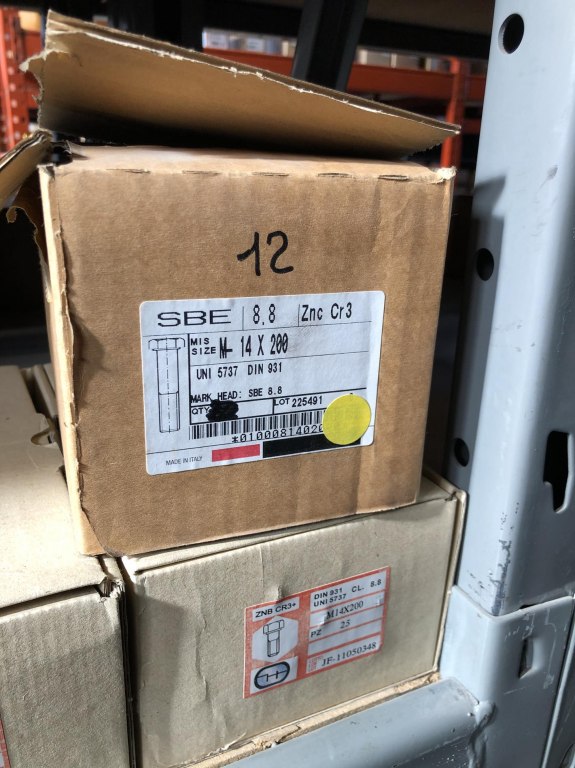 12
SBE 8.8 Znc Cr3
MIS
SIZE M- 14 X 200
UNI 5737 DIN 931
MARK HEAD: SBE 8.8
QTY LOT 225491
*0100081402
MADE IN ITALY
ZNB CR3+ DIN 931 CL. 8.8
UNI 5737
M14X200
PZ 25
JF-11050348